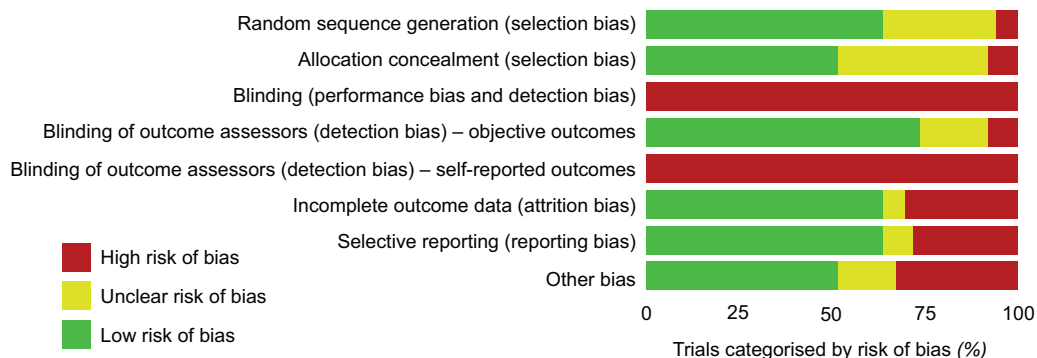 Random sequence generation (selection bias)
Allocation concealment (selection bias)
Blinding (performance bias and detection bias)
Blinding of outcome assessors (detection bias) – objective outcomes
Blinding of outcome assessors (detection bias) – self-reported outcomes
Incomplete outcome data (attrition bias)
Selective reporting (reporting bias)
Other bias
High risk of bias
Unclear risk of bias
Low risk of bias
0 25 50 75 100
Trials categorised by risk of bias (%)